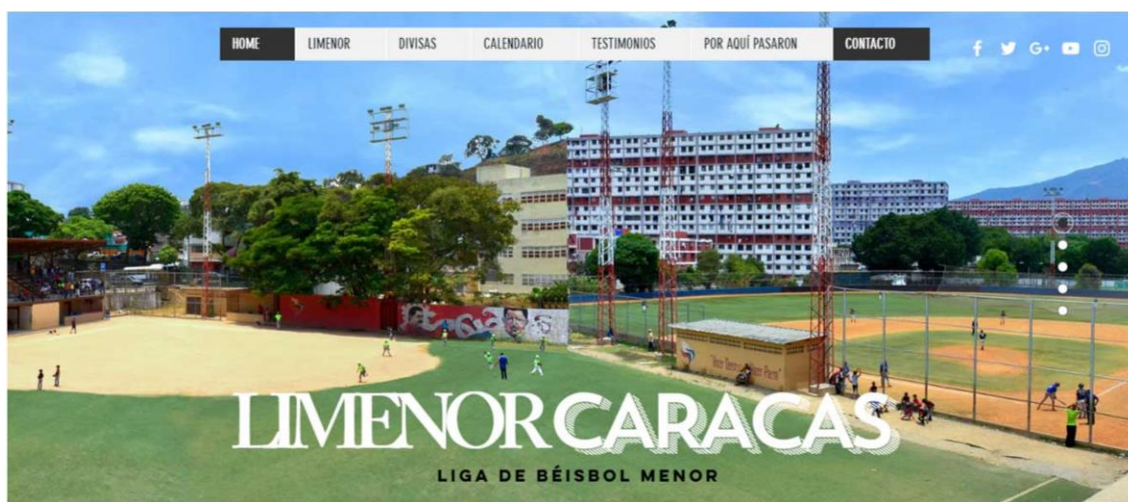 HOME LIMENOR DIVISAS CALENDARIO TESTIMONIOS POR AQUÍ PASARON CONTACTO
LIMENOR CARACAS
LIGA DE BÉISBOL MENOR